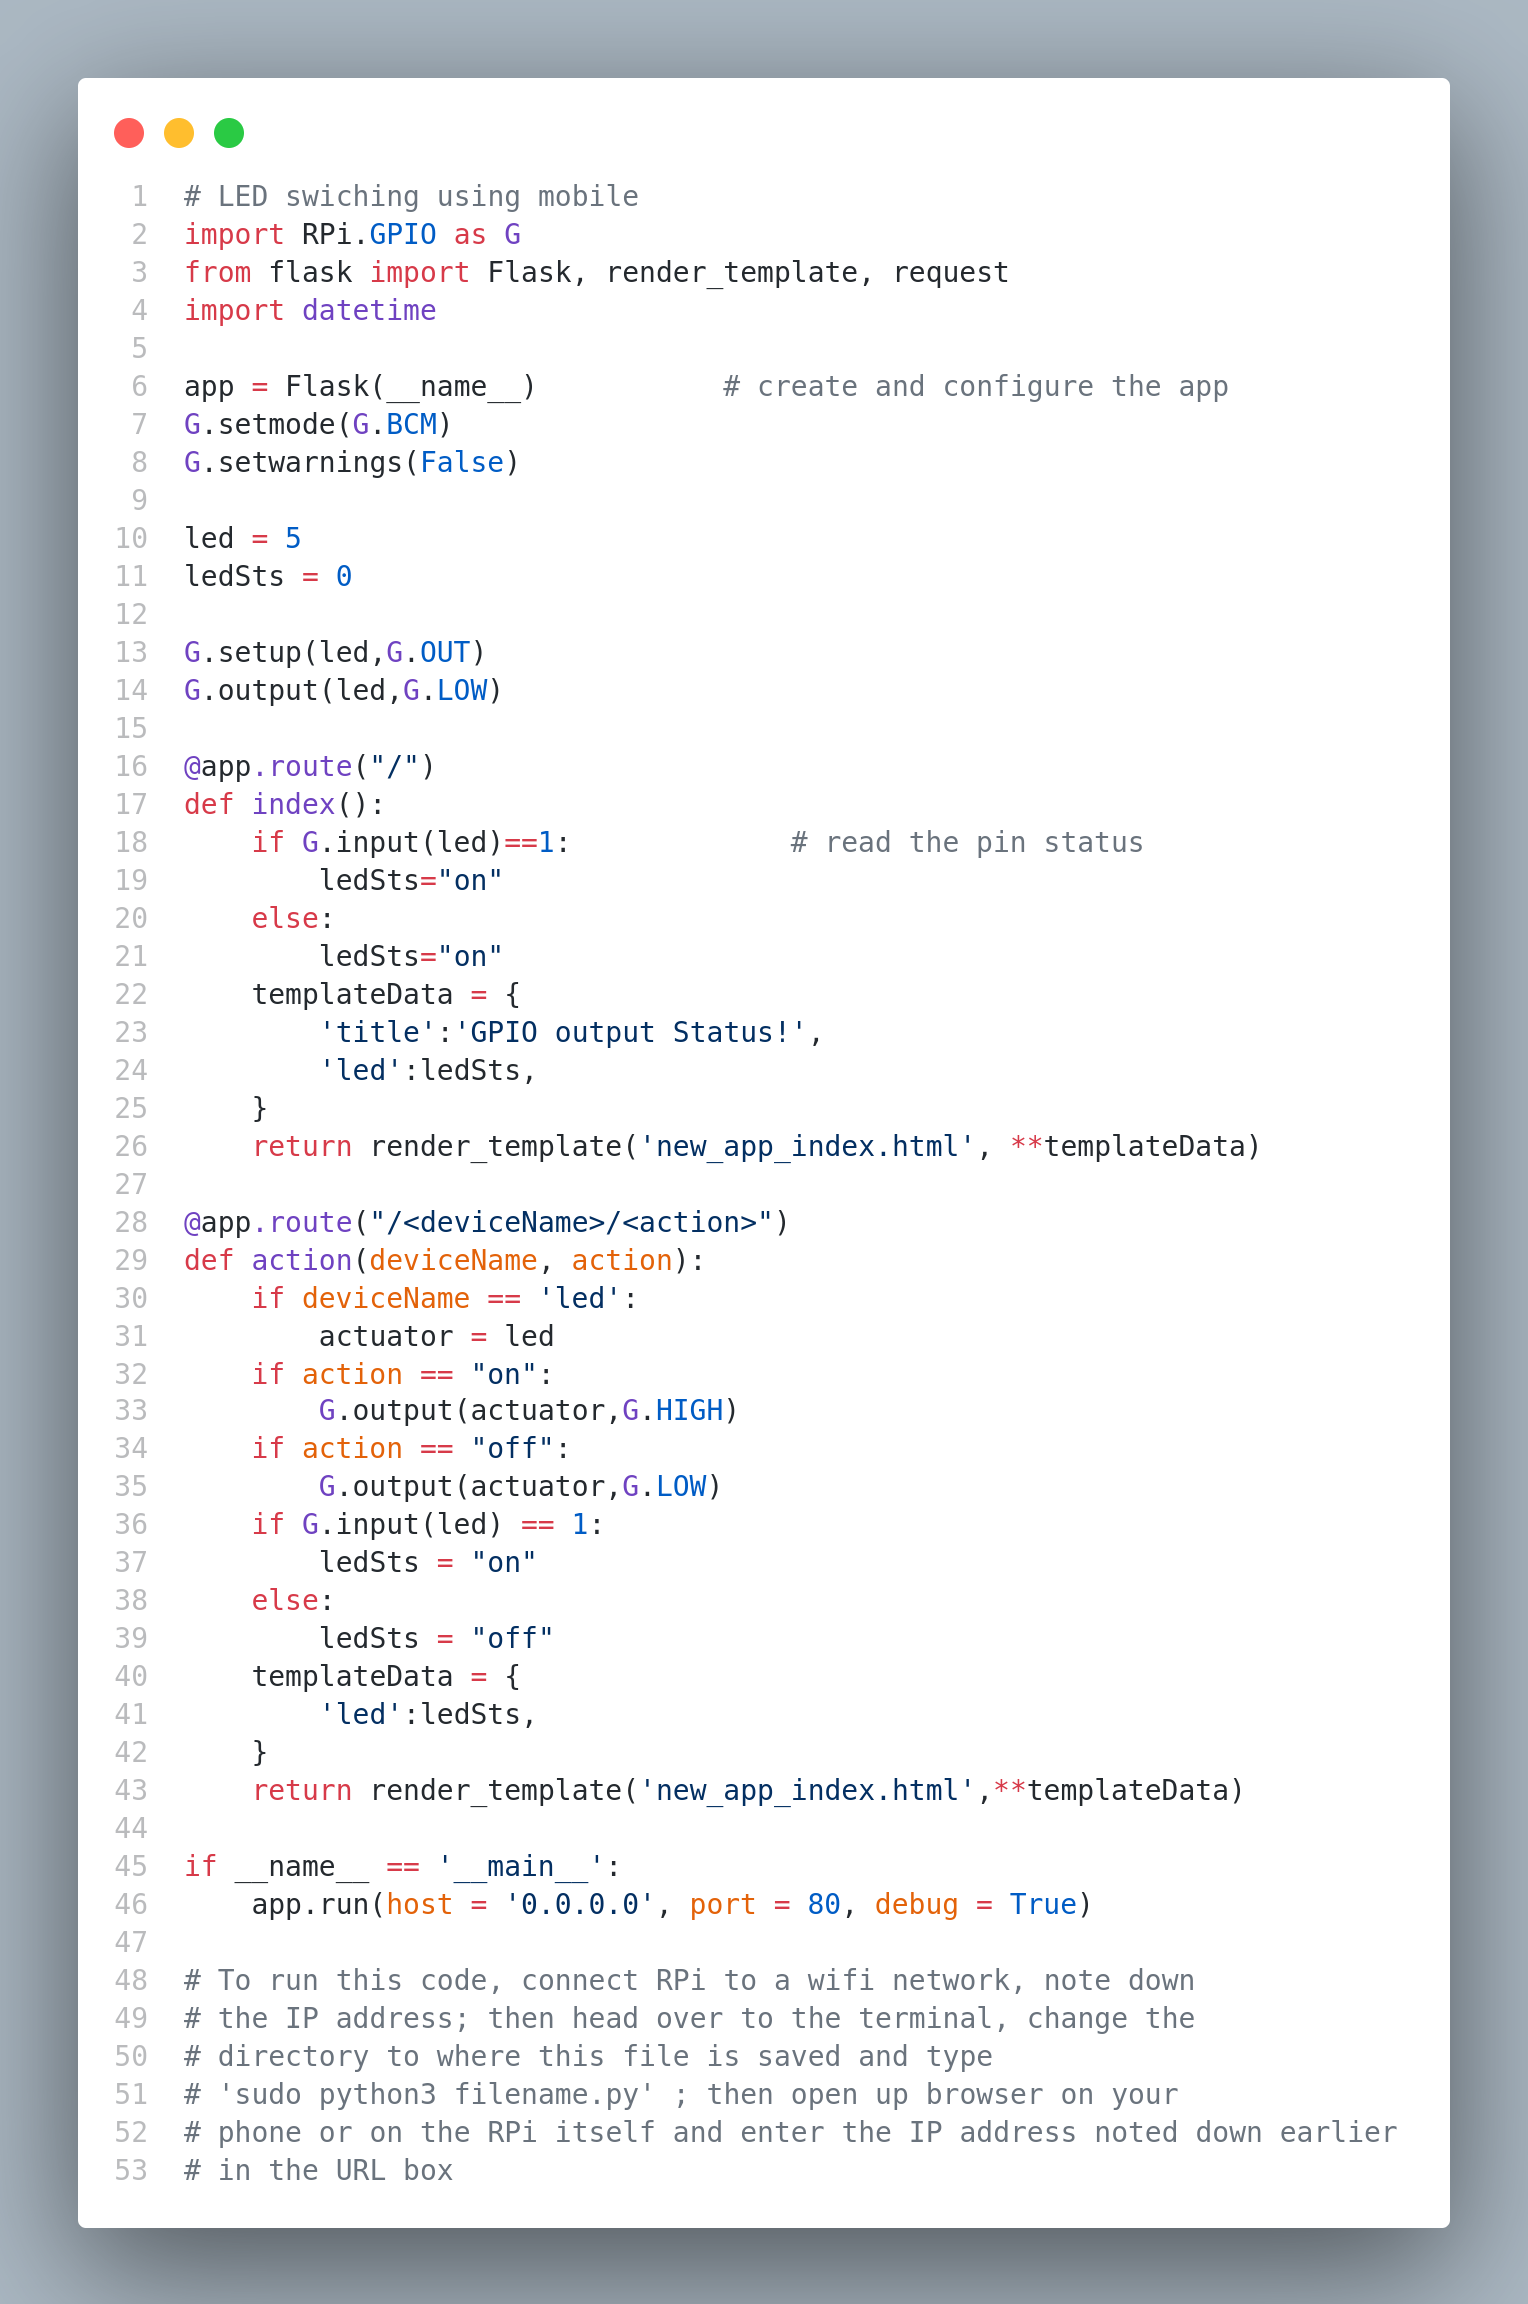 1 # LED swiching using mobile
2 import RPi.GPIO as G
3 from flask import Flask, render_template, request
4 import datetime
5
6 app = Flask(__name__)           # create and configure the app
7 G.setmode(G.BCM)
8 G.setwarnings(False)
9
10 led = 5
11 ledSts = 0
12
13 G.setup(led,G.OUT)
14 G.output(led,G.LOW)
15
16 @app.route("/")
17 def index():
18     if G.input(led)==1:             # read the pin status
19         ledSts="on"
20     else:
21         ledSts="on"
22     templateData = {
23         'title':'GPIO output Status!',
24         'led':ledSts,
25     }
26     return render_template('new_app_index.html', **templateData)
27
28 @app.route("/<deviceName>/<action>")
29 def action(deviceName, action):
30     if deviceName == 'led':
31         actuator = led
32     if action == "on":
33         G.output(actuator,G.HIGH)
34     if action == "off":
35         G.output(actuator,G.LOW)
36     if G.input(led) == 1:
37         ledSts = "on"
38     else:
39         ledSts = "off"
40     templateData = {
41         'led':ledSts,
42     }
43     return render_template('new_app_index.html',**templateData)
44
45 if __name__ == '__main__':
46     app.run(host = '0.0.0.0', port = 80, debug = True)
47
48 # To run this code, connect RPi to a wifi network, note down
49 # the IP address; then head over to the terminal, change the
50 # directory to where this file is saved and type
51 # 'sudo python3 filename.py' ; then open up browser on your
52 # phone or on the RPi itself and enter the IP address noted down earlier
53 # in the URL box